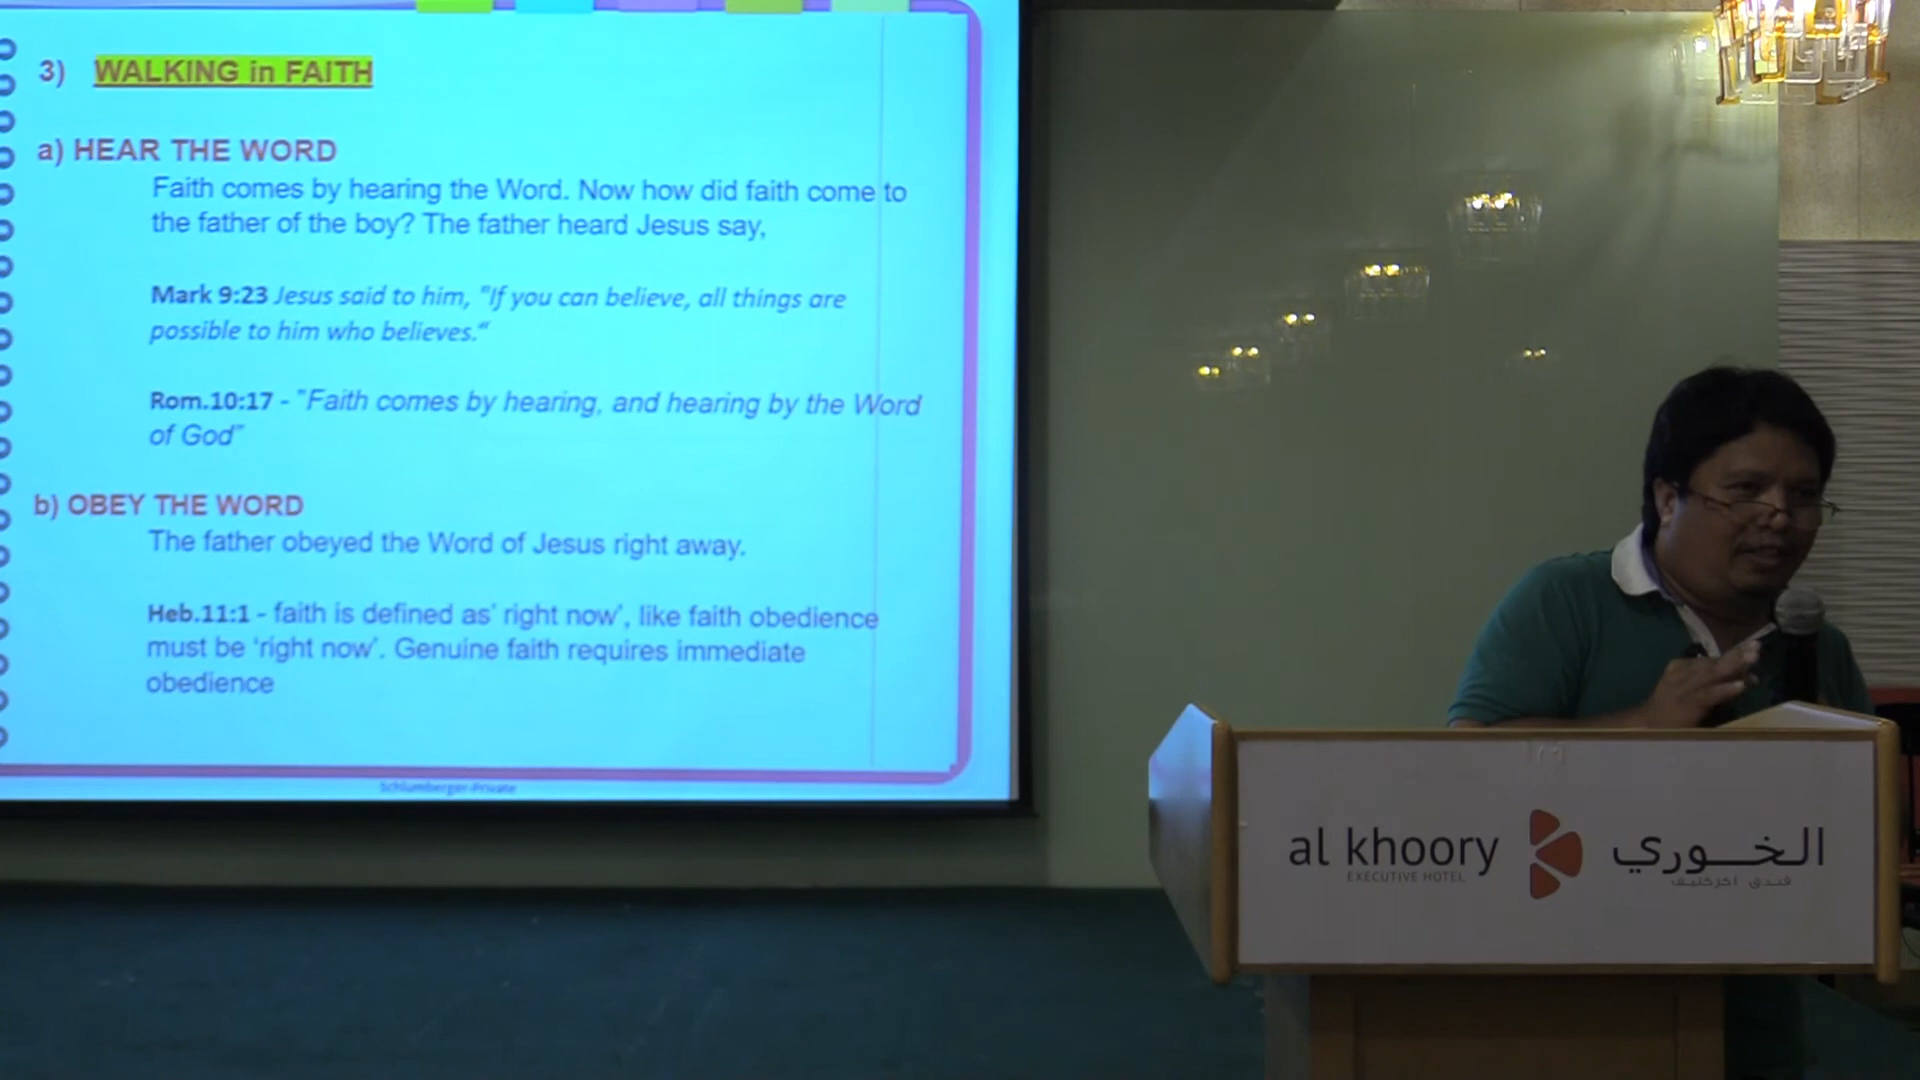 3) WALKING in FAITH
a) HEAR THE WORD
Faith comes by hearing the Word. Now how did faith come to
the father of the boy? The father heard Jesus say,
Mark 9:23 Jesus said to him, "If you can believe, all things are
possible to him who believes."
Rom.10:17 - "Faith comes by hearing, and hearing by the Word
of God"
b) OBEY THE WORD
The father obeyed the Word of Jesus right away.
Heb.11:1 - faith is defined as' right now', like faith obedience
must be 'right now'. Genuine faith requires immediate
obedience
Schlumberger-Private
al khoory
EXECUTIVE HOTEL
الخوري
فندق